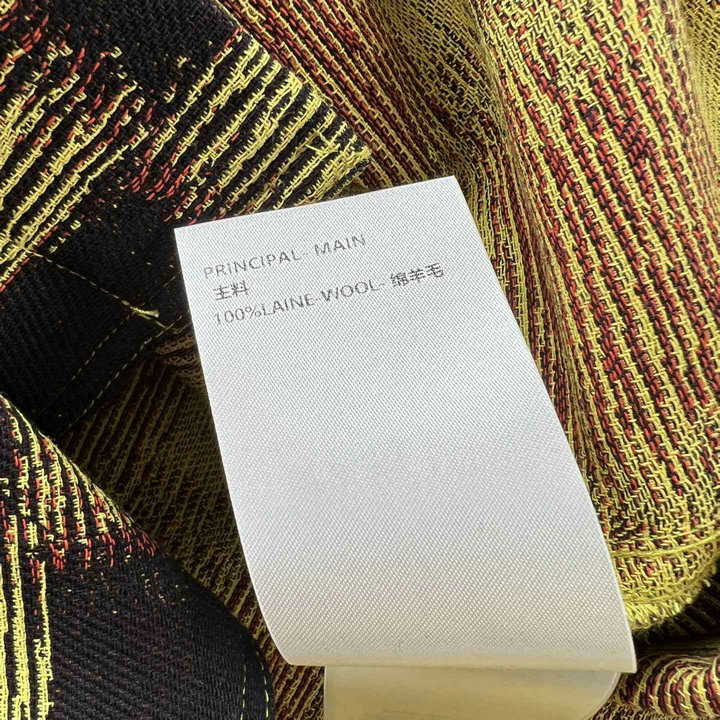 PRINCIPAL- MAIN
主料
100%LAINE-WOOL- 绵羊毛